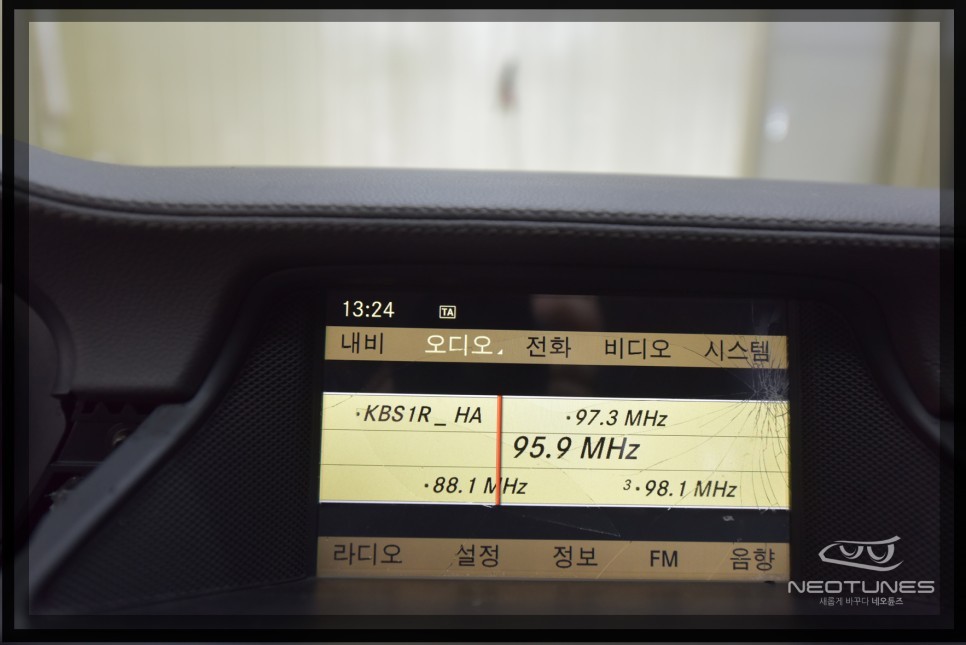 13:24 TA
내비 오디오 전화 비디오 시스템
·KBS1R_ HA ·97.3 MHz
95.9 MHz
·88.1 MHz 3·98.1 MHz
라디오 설정 정보 FM 음향
NEOTUNES
새롭게 바꾸다 네오튠즈